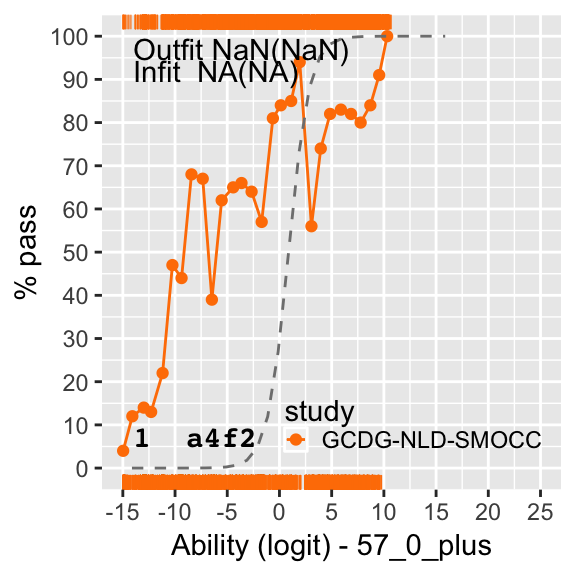 Outfit NaN(NaN)
Infit NA(NA)
100
90
80
70
60
50
40
30
20
10
0
% pass
1 a4f2
study
GCDG-NLD-SMOCC
-15 -10 -5 0 5 10 15 20 25
Ability (logit) - 57_0_plus